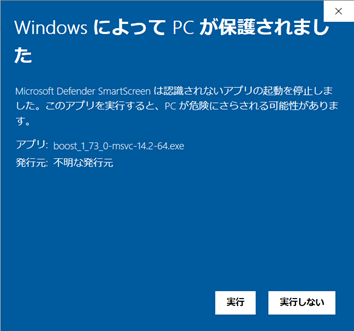 Windows によって PC が保護されまし
た
Microsoft Defender SmartScreen は認識されないアプリの起動を停止しま
した。このアプリを実行すると、PC が危険にさらされる可能性がありま
す。
アプリ: boost_1_73_0-msvc-14.2-64.exe
発行元: 不明な発行元
実行 実行しない